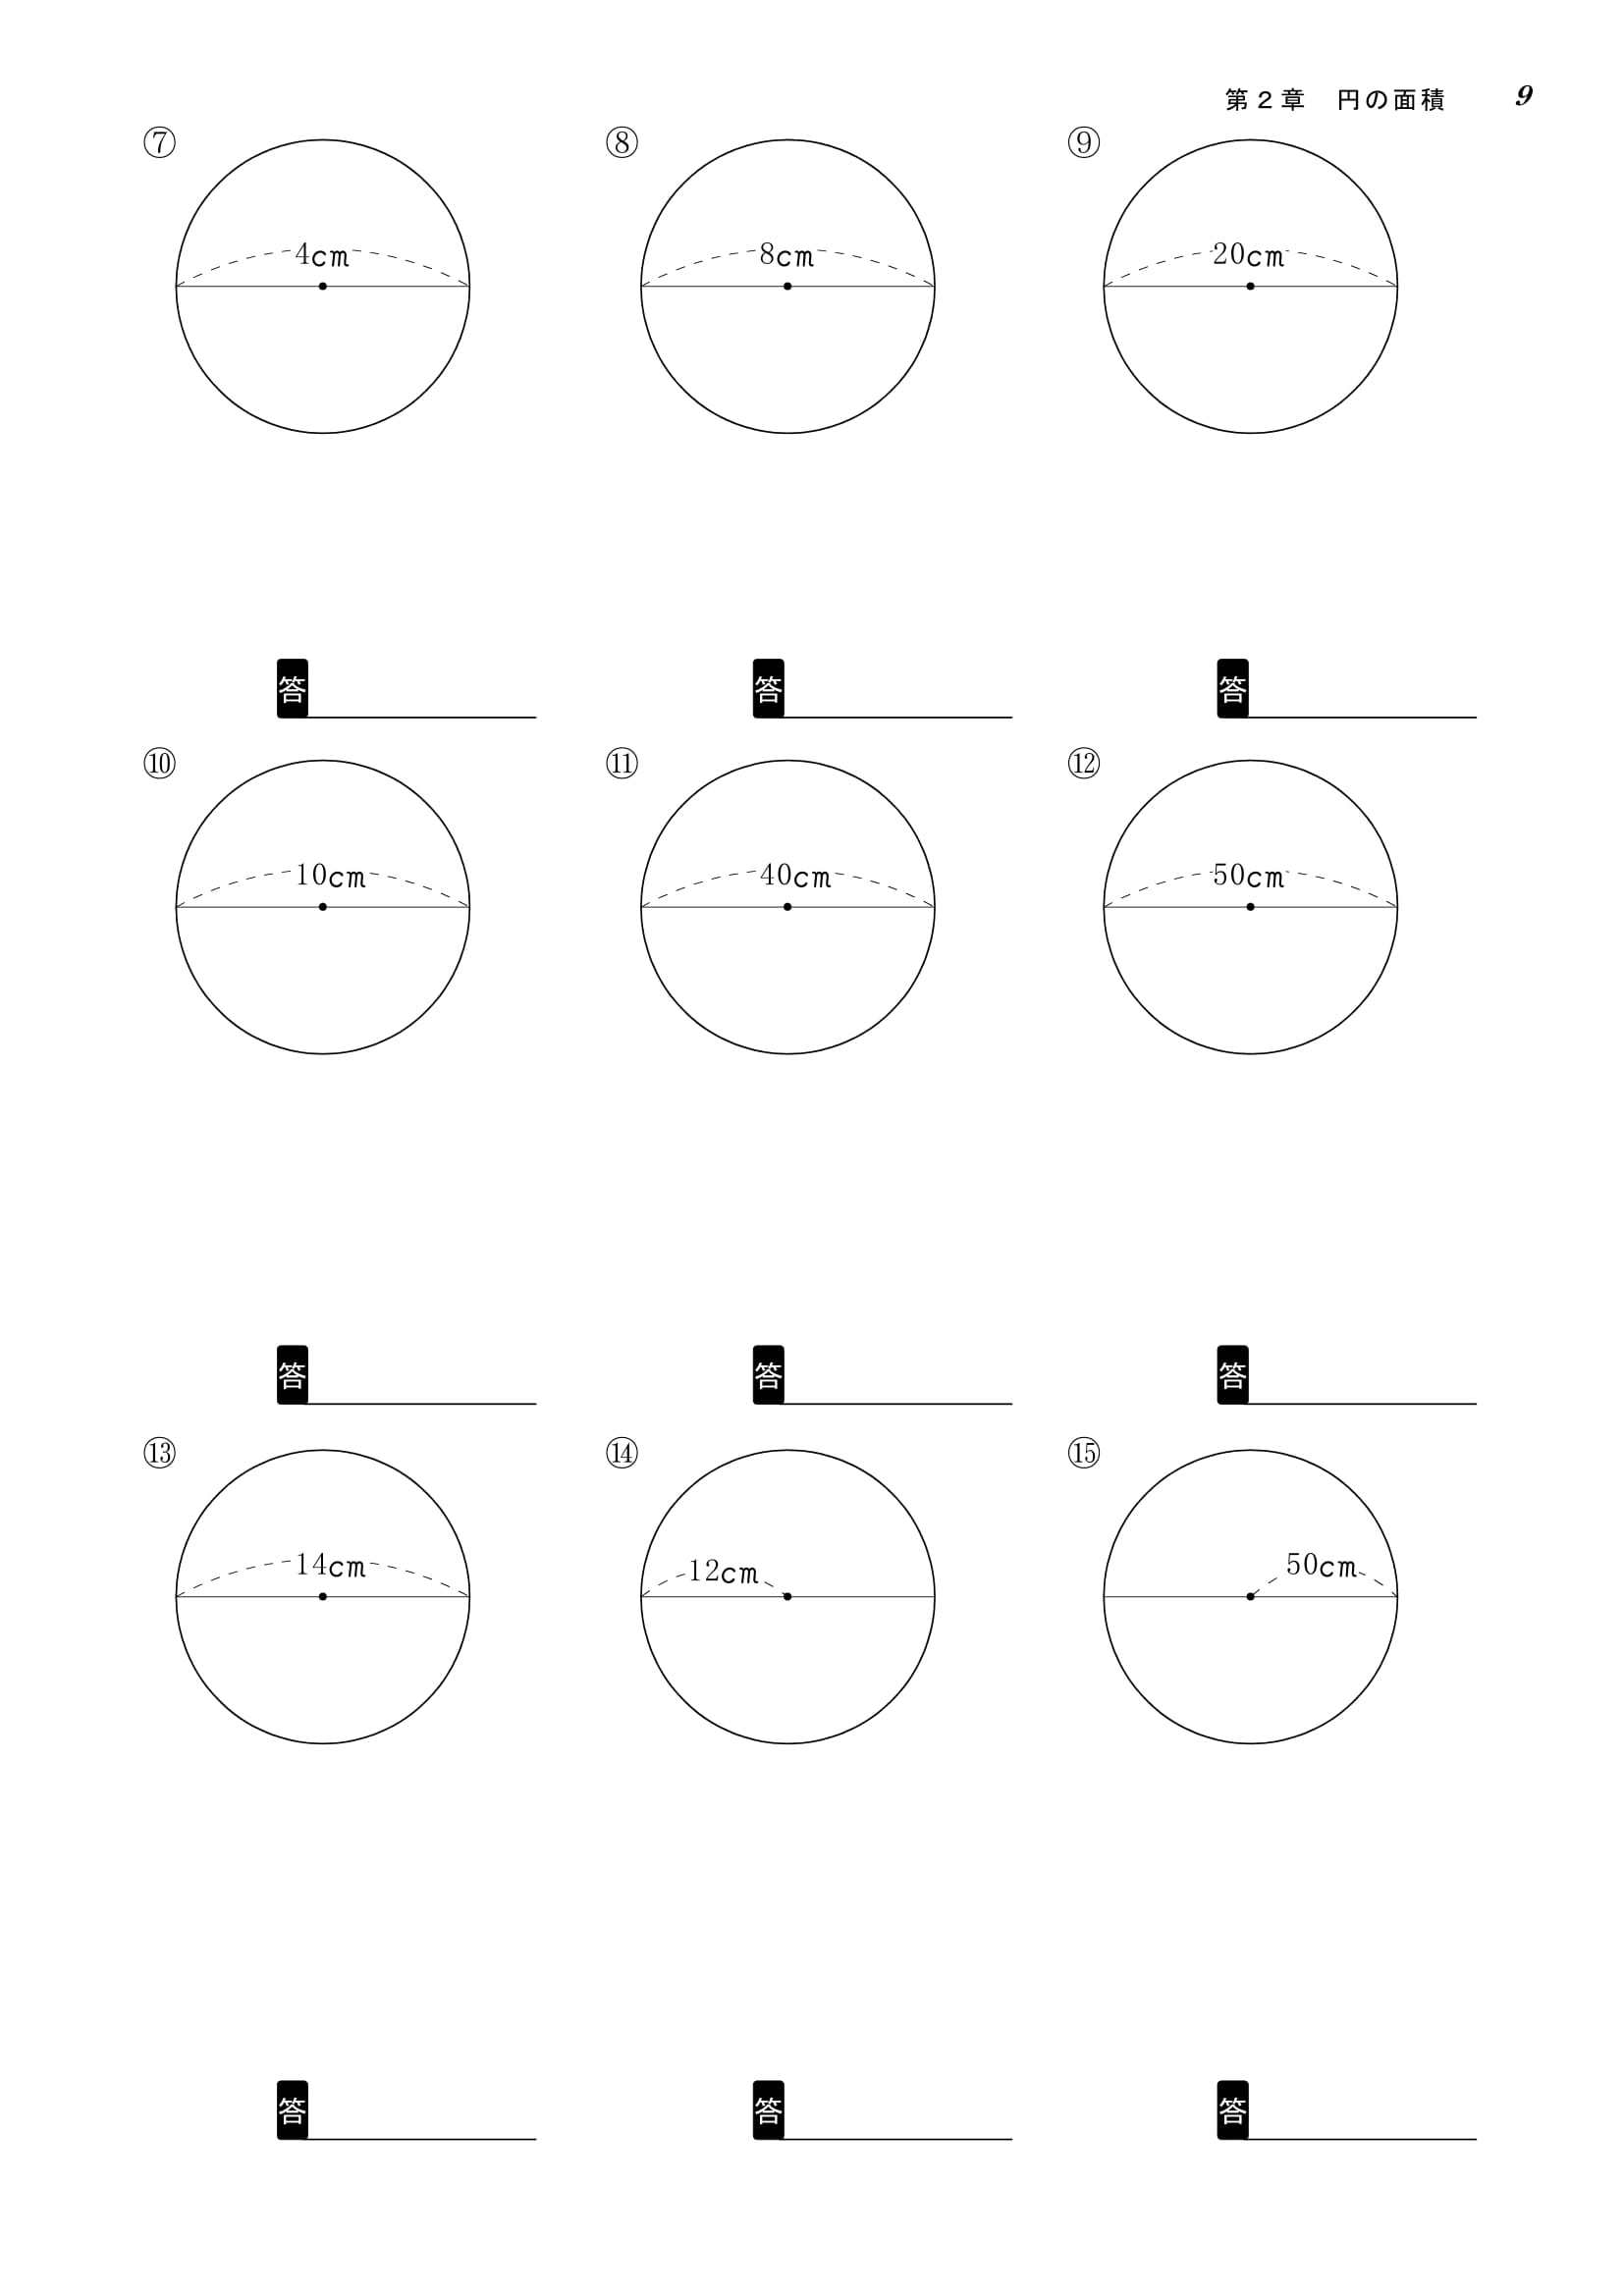 第２章　円の面積　9
⑦ ⑧ ⑨
4cm 8cm 20cm
答 答 答
⑩ ⑪ ⑫
10cm 40cm 50cm
答 答 答
⑬ ⑭ ⑮
14cm 12cm 50cm
答 答 答